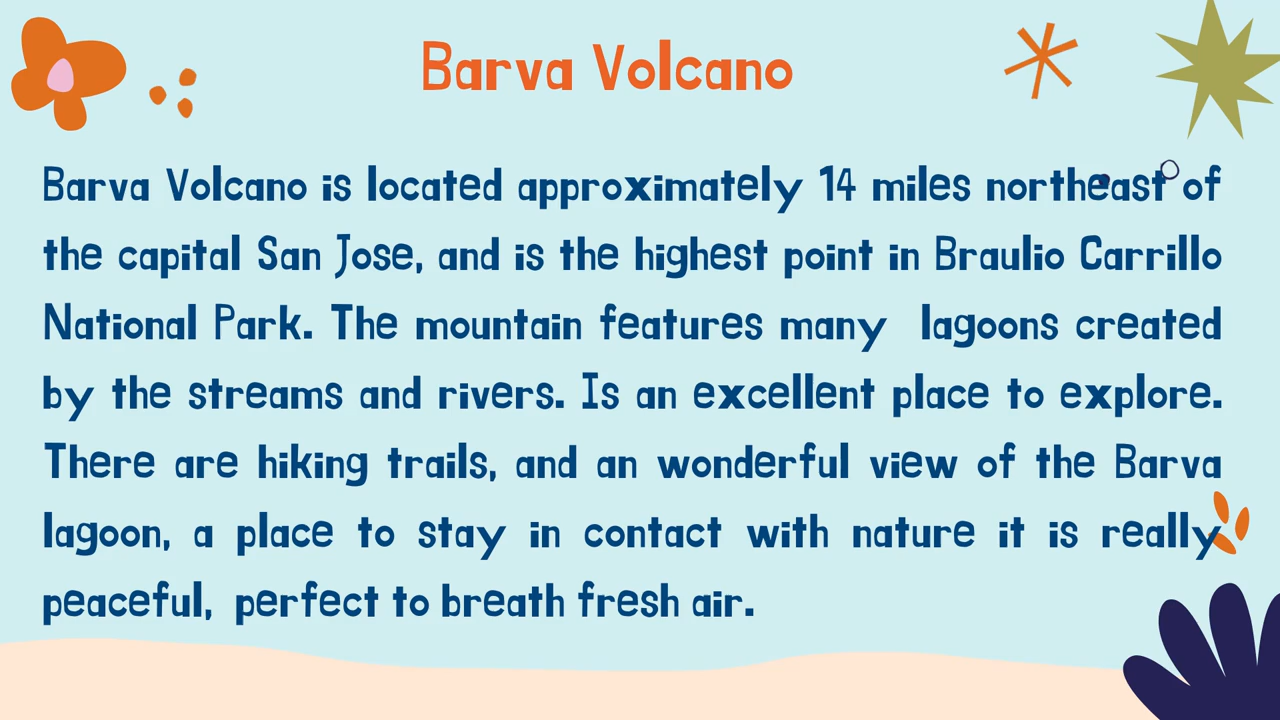 Barva Volcano
Barva Volcano is located approximately 14 miles northeast of
the capital San Jose, and is the highest point in Braulio Carrillo
National Park. The mountain features many lagoons created
by the streams and rivers. Is an excellent place to explore.
There are hiking trails, and an wonderful view of the Barva
lagoon, a place to stay in contact with nature it is really
peaceful, perfect to breath fresh air.